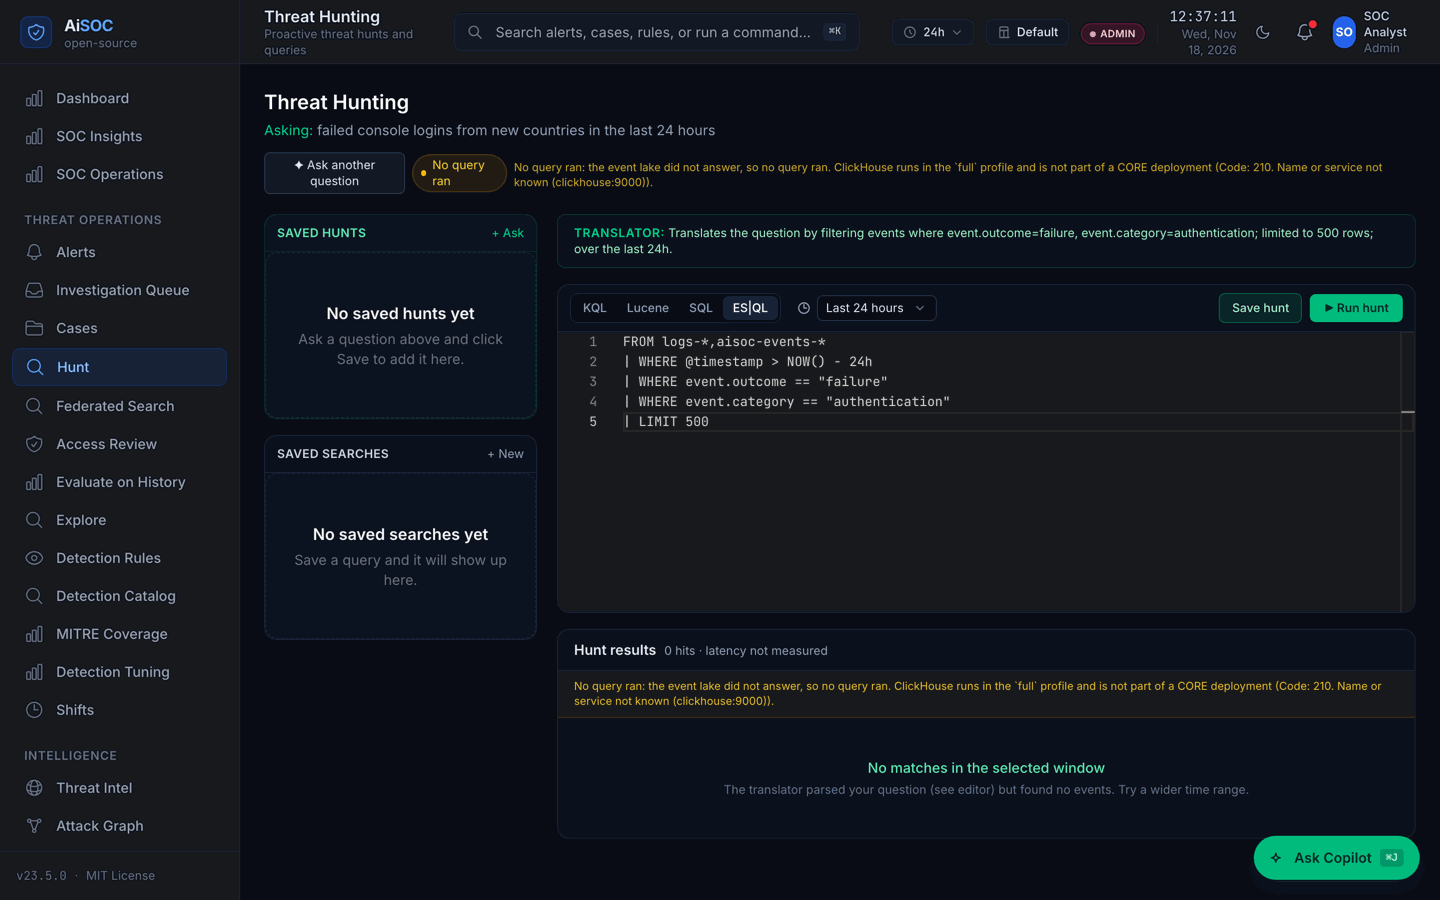 AiSOC
open-source
Threat Hunting
Proactive threat hunts and
queries
Search alerts, cases, rules, or run a command...
⌘K
24h
Default
ADMIN
12:37:11
Wed, Nov
18, 2026
SO
SOC
Analyst
Admin
Dashboard
SOC Insights
SOC Operations
THREAT OPERATIONS
Alerts
Investigation Queue
Cases
Hunt
Federated Search
Access Review
Evaluate on History
Explore
Detection Rules
Detection Catalog
MITRE Coverage
Detection Tuning
Shifts
INTELLIGENCE
Threat Intel
Attack Graph
v23.5.0 · MIT License
Threat Hunting
Asking: failed console logins from new countries in the last 24 hours
✦ Ask another
question
No query
ran
No query ran: the event lake did not answer, so no query ran. ClickHouse runs in the `full` profile and is not part of a CORE deployment (Code: 210. Name or service not
known (clickhouse:9000)).
SAVED HUNTS
+ Ask
No saved hunts yet
Ask a question above and click
Save to add it here.
SAVED SEARCHES
+ New
No saved searches yet
Save a query and it will show up
here.
TRANSLATOR: Translates the question by filtering events where event.outcome=failure, event.category=authentication; limited to 500 rows;
over the last 24h.
KQL
Lucene
SQL
ES|QL
Last 24 hours
Save hunt
▶ Run hunt
1 FROM logs-*,aisoc-events-*
2 | WHERE @timestamp > NOW() - 24h
3 | WHERE event.outcome == "failure"
4 | WHERE event.category == "authentication"
5 | LIMIT 500
Hunt results 0 hits · latency not measured
No query ran: the event lake did not answer, so no query ran. ClickHouse runs in the `full` profile and is not part of a CORE deployment (Code: 210. Name or
service not known (clickhouse:9000)).
No matches in the selected window
The translator parsed your question (see editor) but found no events. Try a wider time range.
Ask Copilot ⌘J